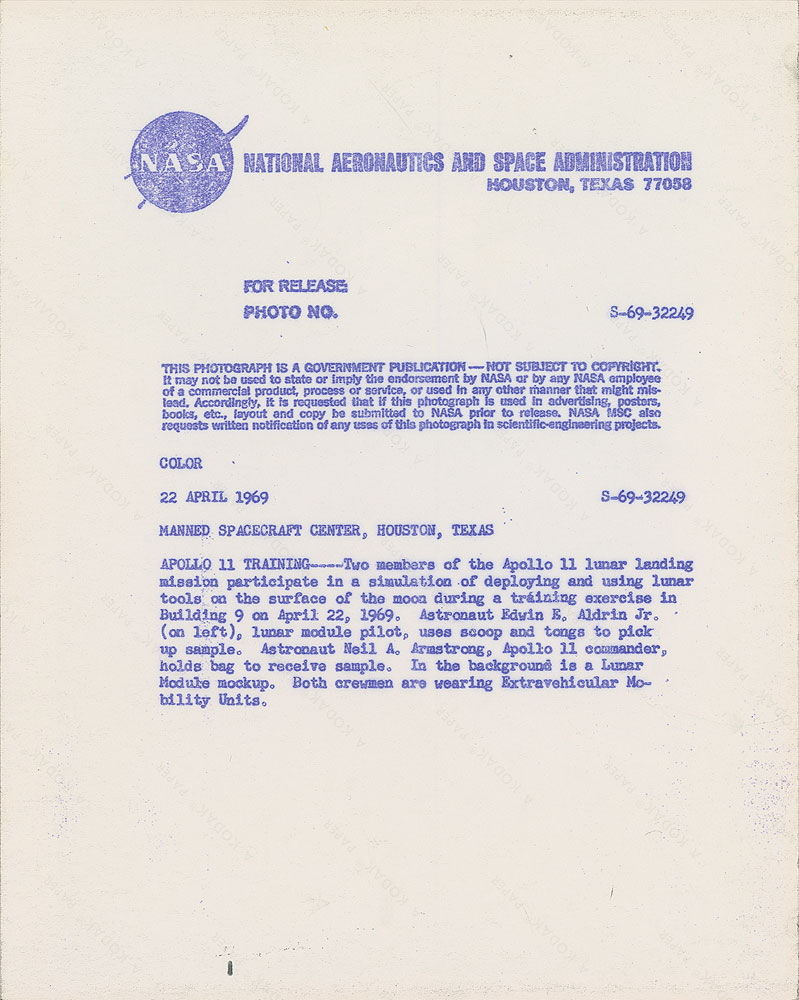 NASA
NATIONAL AERONAUTICS AND SPACE ADMINISTRATION
HOUSTON, TEXAS 77058
FOR RELEASE:
PHOTO NO. S-69-32249
THIS PHOTOGRAPH IS A GOVERNMENT PUBLICATION — NOT SUBJECT TO COPYRIGHT.
It may not be used to state or imply the endorsement by NASA or by any NASA employee
of a commercial product, process or service, or used in any other manner that might mis-
lead. Accordingly, it is requested that if this photograph is used in advertising, posters,
books, etc., layout and copy be submitted to NASA prior to release. NASA MSC also
requests written notification of any uses of this photograph in scientific-engineering projects.
COLOR
22 APRIL 1969 S-69-32249
MANNED SPACECRAFT CENTER, HOUSTON, TEXAS
APOLLO 11 TRAINING----Two members of the Apollo 11 lunar landing
mission participate in a simulation of deploying and using lunar
tools on the surface of the moon during a training exercise in
Building 9 on April 22, 1969. Astronaut Edwin E. Aldrin Jr.
(on left), lunar module pilot, uses scoop and tongs to pick
up sample. Astronaut Neil A. Armstrong, Apollo 11 commander,
holds bag to receive sample. In the background is a Lunar
Module mockup. Both crewmen are wearing Extravehicular Mo-
bility Units.
A KODAK PAPER